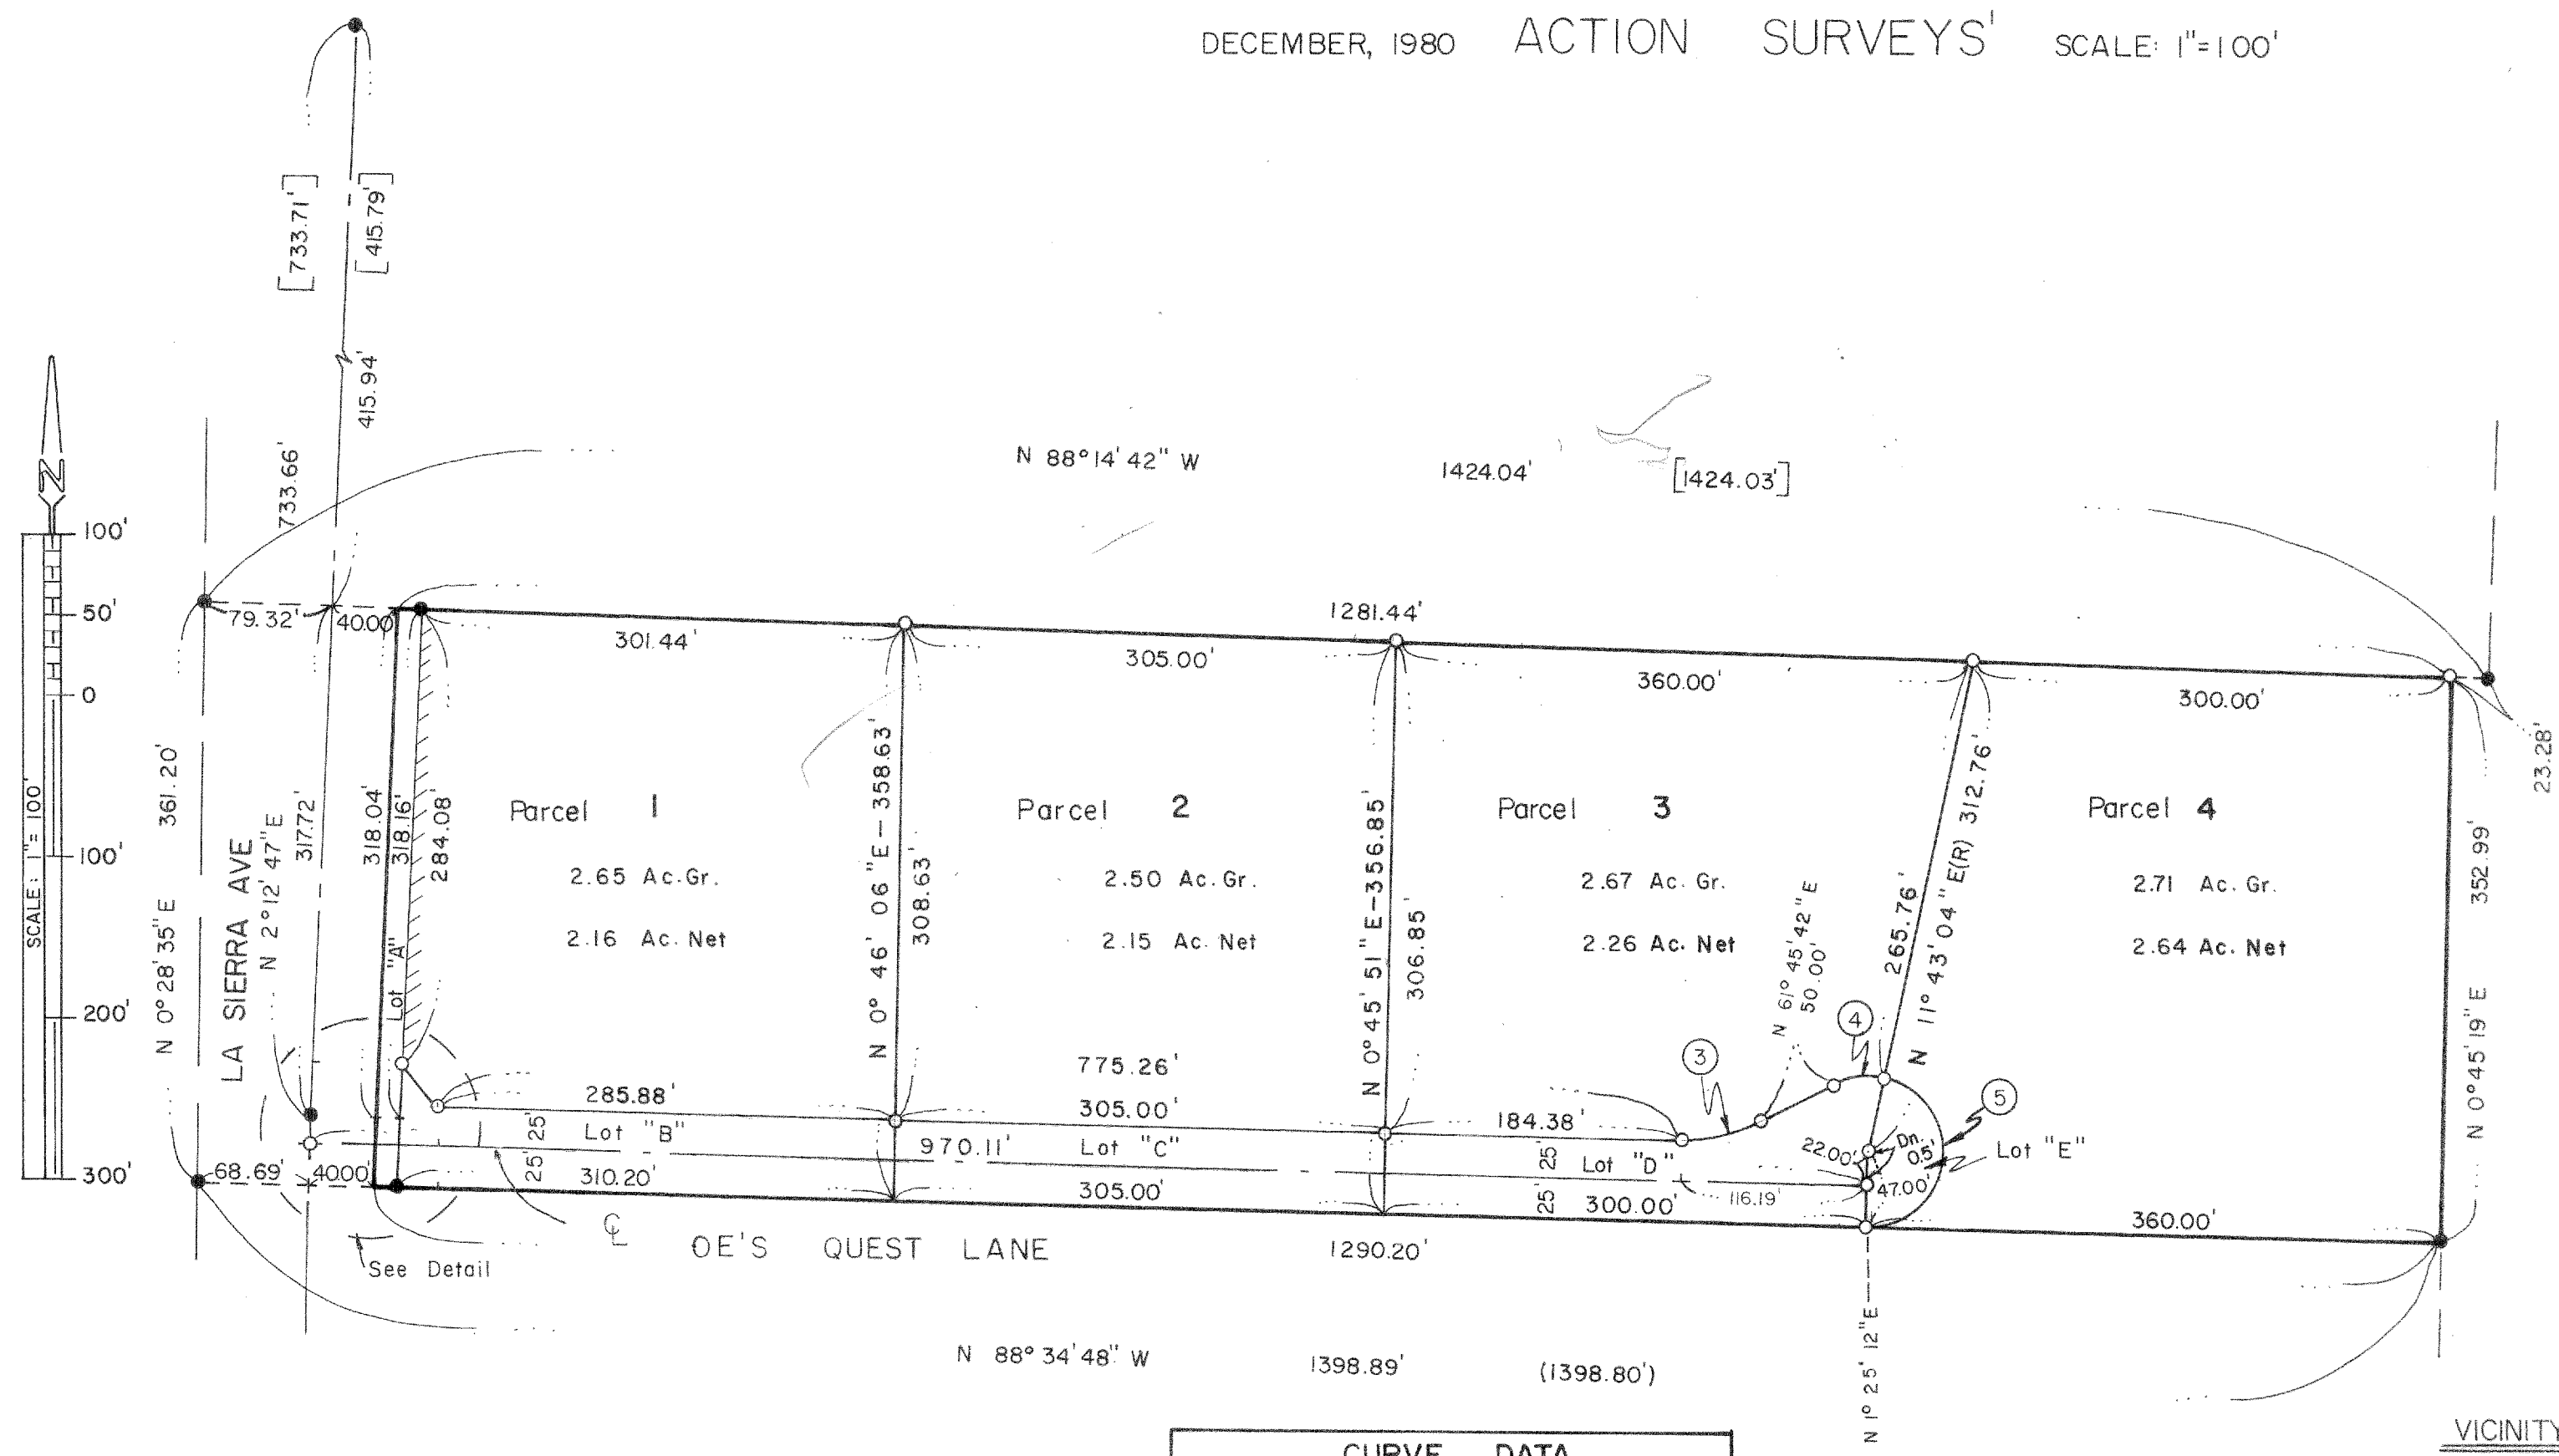 DECEMBER, 1980 ACTION SURVEYS' SCALE: 1"=100'
[733.71']
[415.79']
415.94'
733.66'
N 88°14'42" W 1424.04' [1424.03']
N
100'
50'
0
100'
200'
300'
SCALE: 1"=100'
79.32'
40.00'
301.44'
1281.44'
305.00'
360.00'
300.00'
23.28'
N 0°28'35"E 361.20'
LA SIERRA AVE
N 2°12'47"E
317.72'
318.04'
318.16'
284.08'
Lot "A"
Parcel 1
2.65 Ac.Gr.
2.16 Ac. Net
N 0°46'06"E-358.63'
308.63'
Parcel 2
2.50 Ac.Gr.
2.15 Ac. Net
N 0°45'51"E-356.85'
306.85'
Parcel 3
2.67 Ac. Gr.
2.26 Ac. Net
N 61°45'42"E
50.00'
265.76'
N 11°43'04"E(R) 312.76'
Parcel 4
2.71 Ac. Gr.
2.64 Ac. Net
N 0°45'19"E 352.99'
3
4
5
775.26'
285.88'
305.00'
184.38'
25'
Lot "B"
970.11'
Lot "C"
25'
Lot "D"
22.00'
Dn.
0.5'
Lot "E"
68.69'
40.00'
25'
310.20'
305.00'
25'
300.00'
116.19'
47.00'
360.00'
℄ OE'S QUEST LANE
1290.20'
See Detail
N 88°34'48" W 1398.89' (1398.80')
N 1°25'12"E
CURVE DATA
VICINITY